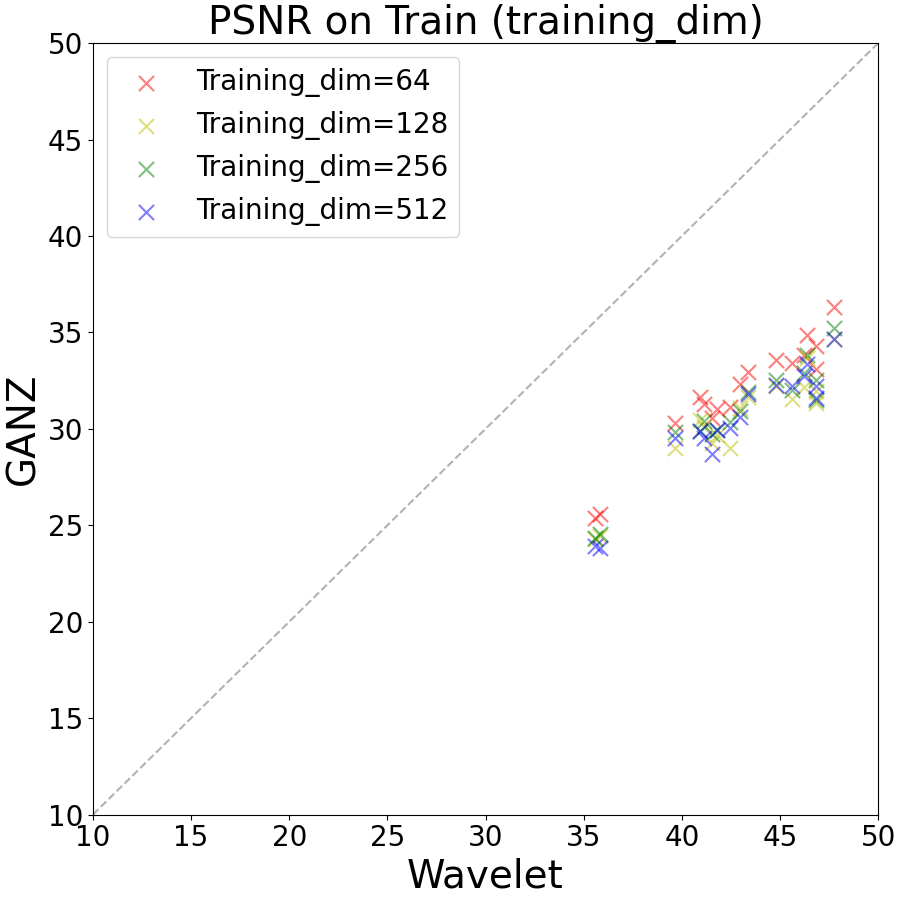 PSNR on Train (training_dim)
Training_dim=64
Training_dim=128
Training_dim=256
Training_dim=512
50
45
40
35
30
25
20
15
10
GANZ
10 15 20 25 30 35 40 45 50
Wavelet